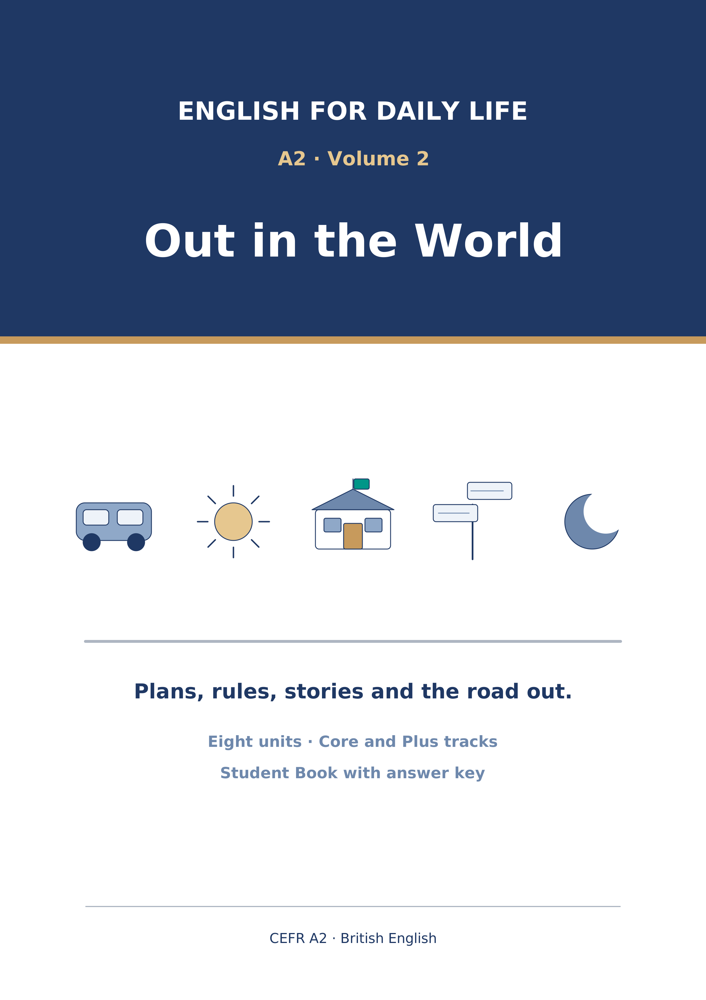 ENGLISH FOR DAILY LIFE
A2 · Volume 2
Out in the World
Plans, rules, stories and the road out.
Eight units · Core and Plus tracks
Student Book with answer key
CEFR A2 · British English